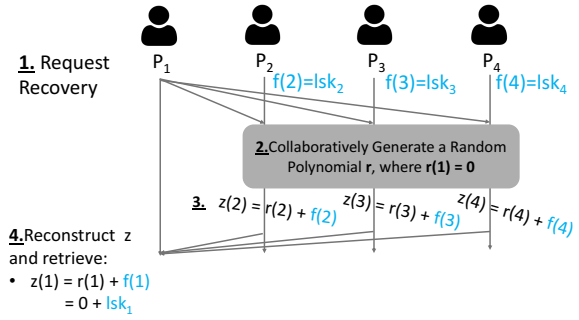 P1 P2 P3 P4
1. Request
Recovery
f(2)=lsk2 f(3)=lsk3 f(4)=lsk4
2.Collaboratively Generate a Random
Polynomial r, where r(1) = 0
3. z(2) = r(2) + f(2) z(3) = r(3) + f(3) z(4) = r(4) + f(4)
4.Reconstruct z
and retrieve:
• z(1) = r(1) + f(1)
= 0 + lsk1